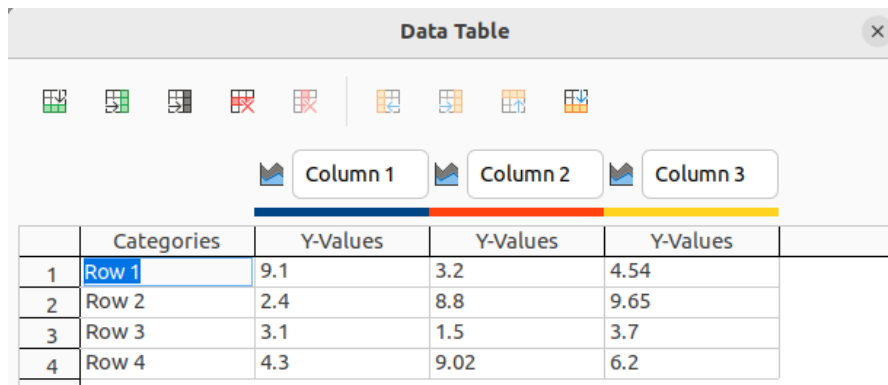 Data Table
Column 1 Column 2 Column 3
Categories Y-Values Y-Values Y-Values
1 Row 1 9.1 3.2 4.54
2 Row 2 2.4 8.8 9.65
3 Row 3 3.1 1.5 3.7
4 Row 4 4.3 9.02 6.2